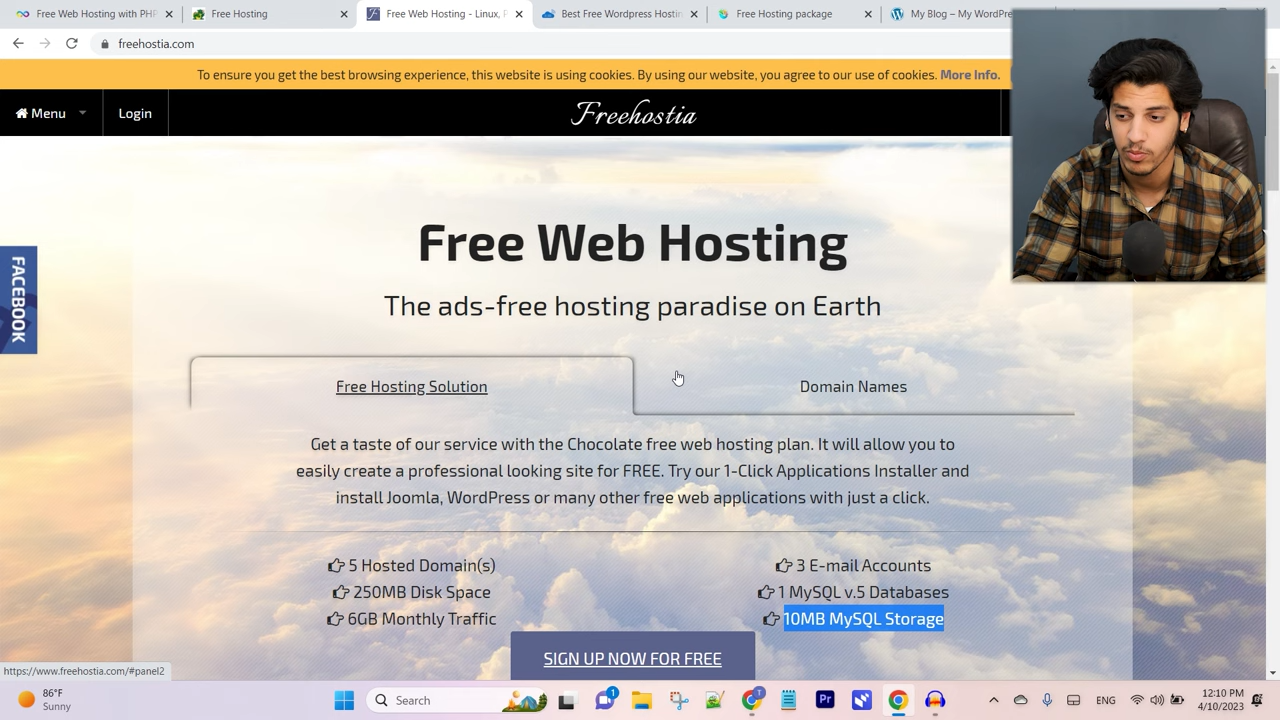 Free Web Hosting with PHP
Free Hosting
Free Web Hosting - Linux, P
Best Free Wordpress Hostin
Free Hosting package
My Blog – My WordPre
freehostia.com
To ensure you get the best browsing experience, this website is using cookies. By using our website, you agree to our use of cookies. More Info.
Menu
Login
Freehostia
Free Web Hosting
The ads-free hosting paradise on Earth
FACEBOOK
Free Hosting Solution
Domain Names
Get a taste of our service with the Chocolate free web hosting plan. It will allow you to
easily create a professional looking site for FREE. Try our 1-Click Applications Installer and
install Joomla, WordPress or many other free web applications with just a click.
5 Hosted Domain(s)
3 E-mail Accounts
250MB Disk Space
1 MySQL v.5 Databases
6GB Monthly Traffic
10MB MySQL Storage
SIGN UP NOW FOR FREE
https://www.freehostia.com/#panel2
86°F
Sunny
Search
1
T
Pr
ENG
12:10 PM
4/10/2023